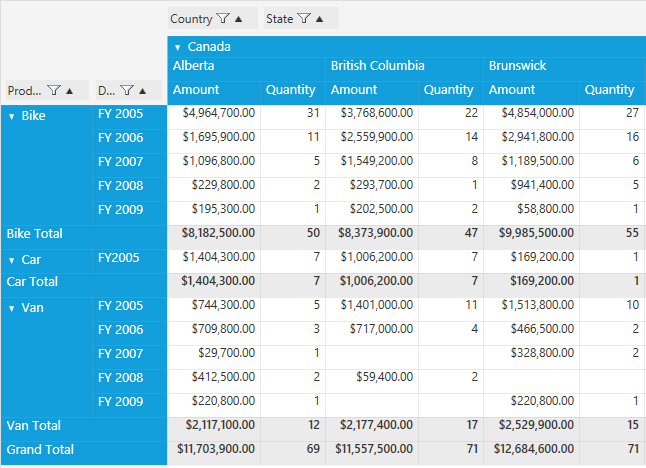 Country State
Canada
Alberta British Columbia Brunswick
Prod... D... Amount Quantity Amount Quantity Amount Quantity
Bike FY 2005 $4,964,700.00 31 $3,768,600.00 22 $4,854,000.00 27
FY 2006 $1,695,900.00 11 $2,559,900.00 14 $2,941,800.00 16
FY 2007 $1,096,800.00 5 $1,549,200.00 8 $1,189,500.00 6
FY 2008 $229,800.00 2 $293,700.00 1 $941,400.00 5
FY 2009 $195,300.00 1 $202,500.00 2 $58,800.00 1
Bike Total $8,182,500.00 50 $8,373,900.00 47 $9,985,500.00 55
Car FY2005 $1,404,300.00 7 $1,006,200.00 7 $169,200.00 1
Car Total $1,404,300.00 7 $1,006,200.00 7 $169,200.00 1
Van FY 2005 $744,300.00 5 $1,401,000.00 11 $1,513,800.00 10
FY 2006 $709,800.00 3 $717,000.00 4 $466,500.00 2
FY 2007 $29,700.00 1 $328,800.00 2
FY 2008 $412,500.00 2 $59,400.00 2
FY 2009 $220,800.00 1 $220,800.00 1
Van Total $2,117,100.00 12 $2,177,400.00 17 $2,529,900.00 15
Grand Total $11,703,900.00 69 $11,557,500.00 71 $12,684,600.00 71